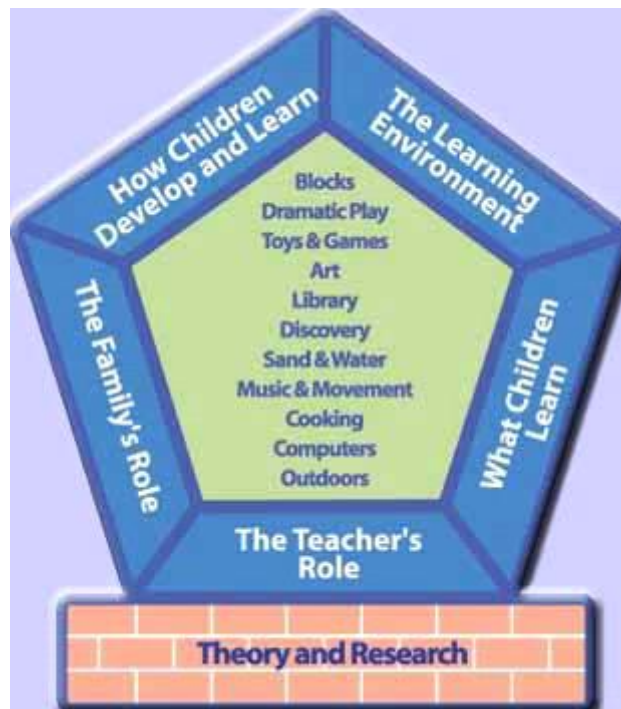 How Children
Develop and Learn
The Learning
Environment
Blocks
Dramatic Play
Toys & Games
Art
Library
Discovery
Sand & Water
Music & Movement
Cooking
Computers
Outdoors
The Family's Role
What Children
Learn
The Teacher's
Role
Theory and Research